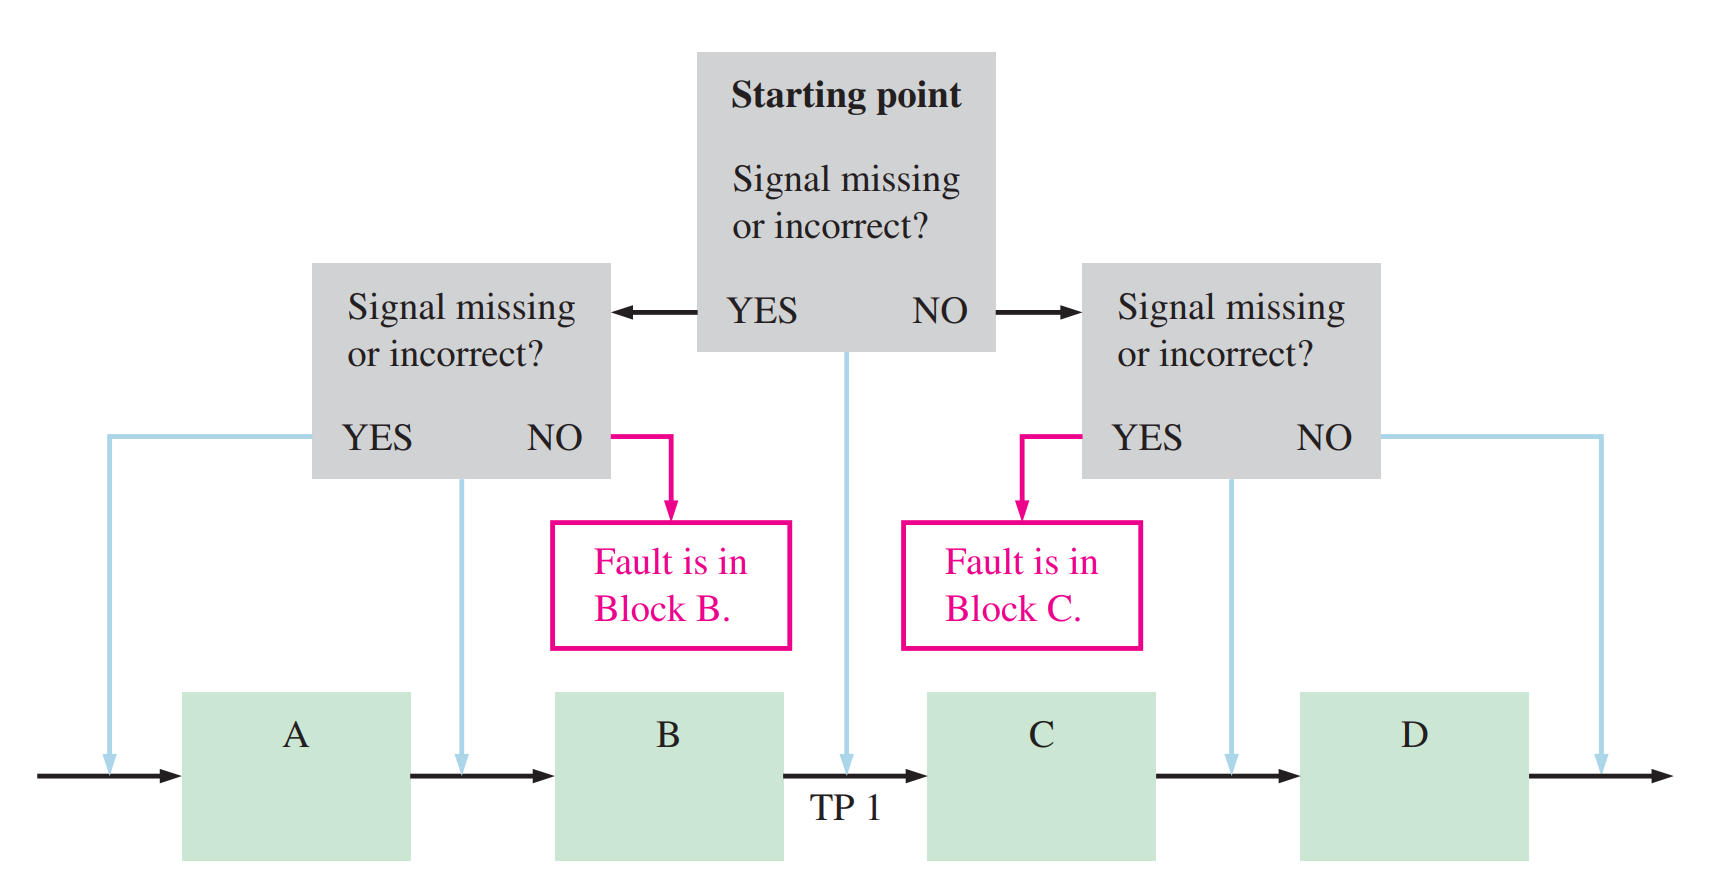 Starting point
Signal missing
or incorrect?
YES NO
Signal missing
or incorrect?
YES NO
Signal missing
or incorrect?
YES NO
Fault is in
Block B.
Fault is in
Block C.
A
B
C
D
TP 1